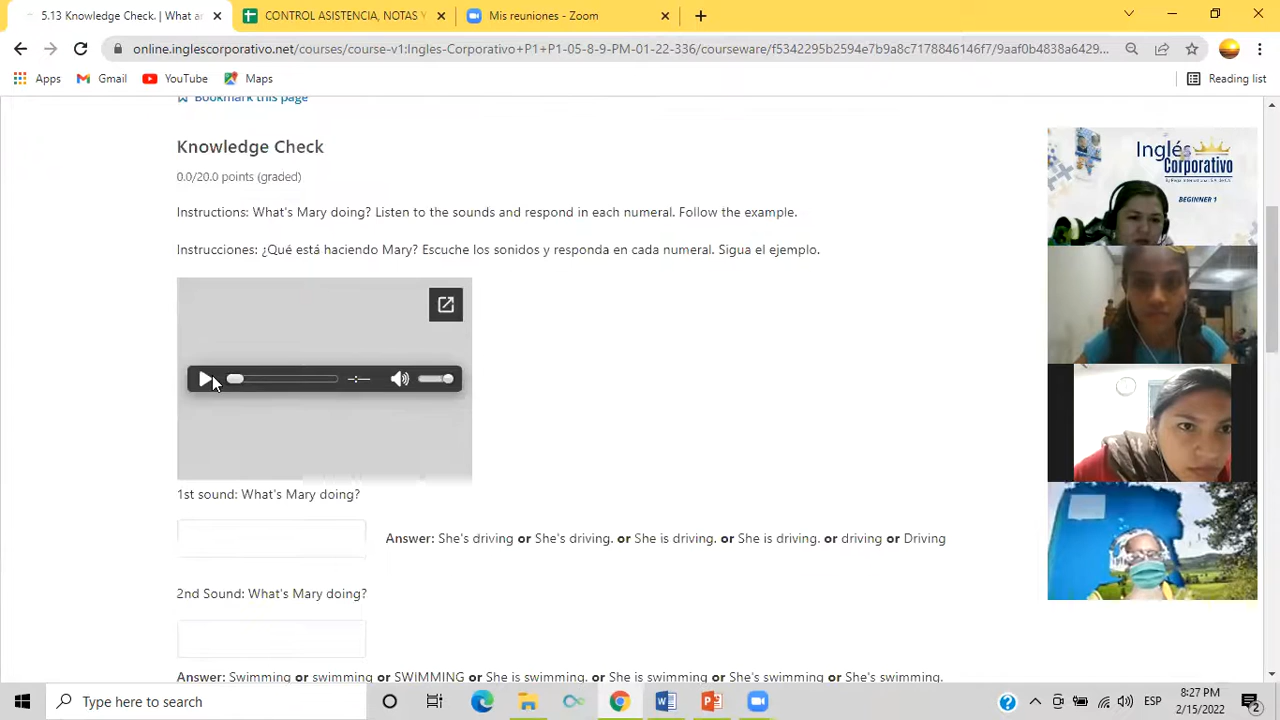 5.13 Knowledge Check. | What a
CONTROL ASISTENCIA, NOTAS Y
Mis reuniones - Zoom
online.inglescorporativo.net/courses/course-v1:Ingles-Corporativo+P1+P1-05-8-9-PM-01-22-336/courseware/f5342295b2594e7b9a8c7178846146f7/9aaf0b4838a6429...
Apps
Gmail
YouTube
Maps
Reading list
Bookmark this page
Knowledge Check
0.0/20.0 points (graded)
Instructions: What's Mary doing? Listen to the sounds and respond in each numeral. Follow the example.
Instrucciones: ¿Qué está haciendo Mary? Escuche los sonidos y responda en cada numeral. Siga el ejemplo.
-:--
Inglés
Corporativo
BEGINNER 1
1st sound: What's Mary doing?
Answer: She's driving or She's driving. or She is driving. or She is driving. or driving or Driving
2nd Sound: What's Mary doing?
Answer: Swimming or swimming or SWiMMING or She is swimming. or She is swimming or She's swimming or She's swimming.
Type here to search
ESP
8:27 PM
2/15/2022
2